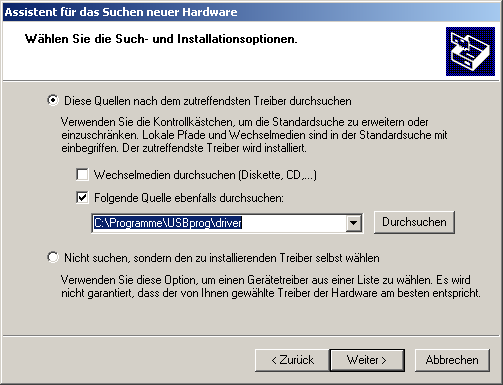 Assistent für das Suchen neuer Hardware
Wählen Sie die Such- und Installationsoptionen.
Diese Quellen nach dem zutreffendsten Treiber durchsuchen
Verwenden Sie die Kontrollkästchen, um die Standardsuche zu erweitern oder
einzuschränken. Lokale Pfade und Wechselmedien sind in der Standardsuche mit
einbegriffen. Der zutreffendste Treiber wird installiert.
Wechselmedien durchsuchen (Diskette, CD,...)
Folgende Quelle ebenfalls durchsuchen:
C:\Programme\USBprog\driver
Durchsuchen
Nicht suchen, sondern den zu installierenden Treiber selbst wählen
Verwenden Sie diese Option, um einen Gerätetreiber aus einer Liste zu wählen. Es wird
nicht garantiert, dass der von Ihnen gewählte Treiber der Hardware am besten entspricht.
< Zurück Weiter > Abbrechen